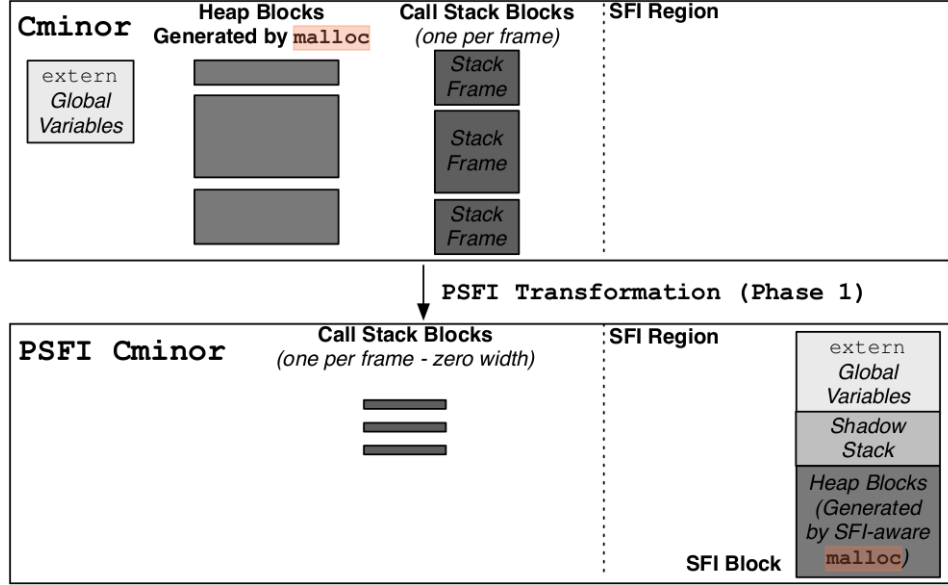 Cminor
Heap Blocks
Generated by malloc
Call Stack Blocks
(one per frame)
SFI Region
extern
Global
Variables
Stack
Frame
Stack
Frame
Stack
Frame
PSFI Transformation (Phase 1)
PSFI Cminor
Call Stack Blocks
(one per frame - zero width)
SFI Region
extern
Global
Variables
Shadow
Stack
Heap Blocks
(Generated
by SFI-aware
malloc)
SFI Block